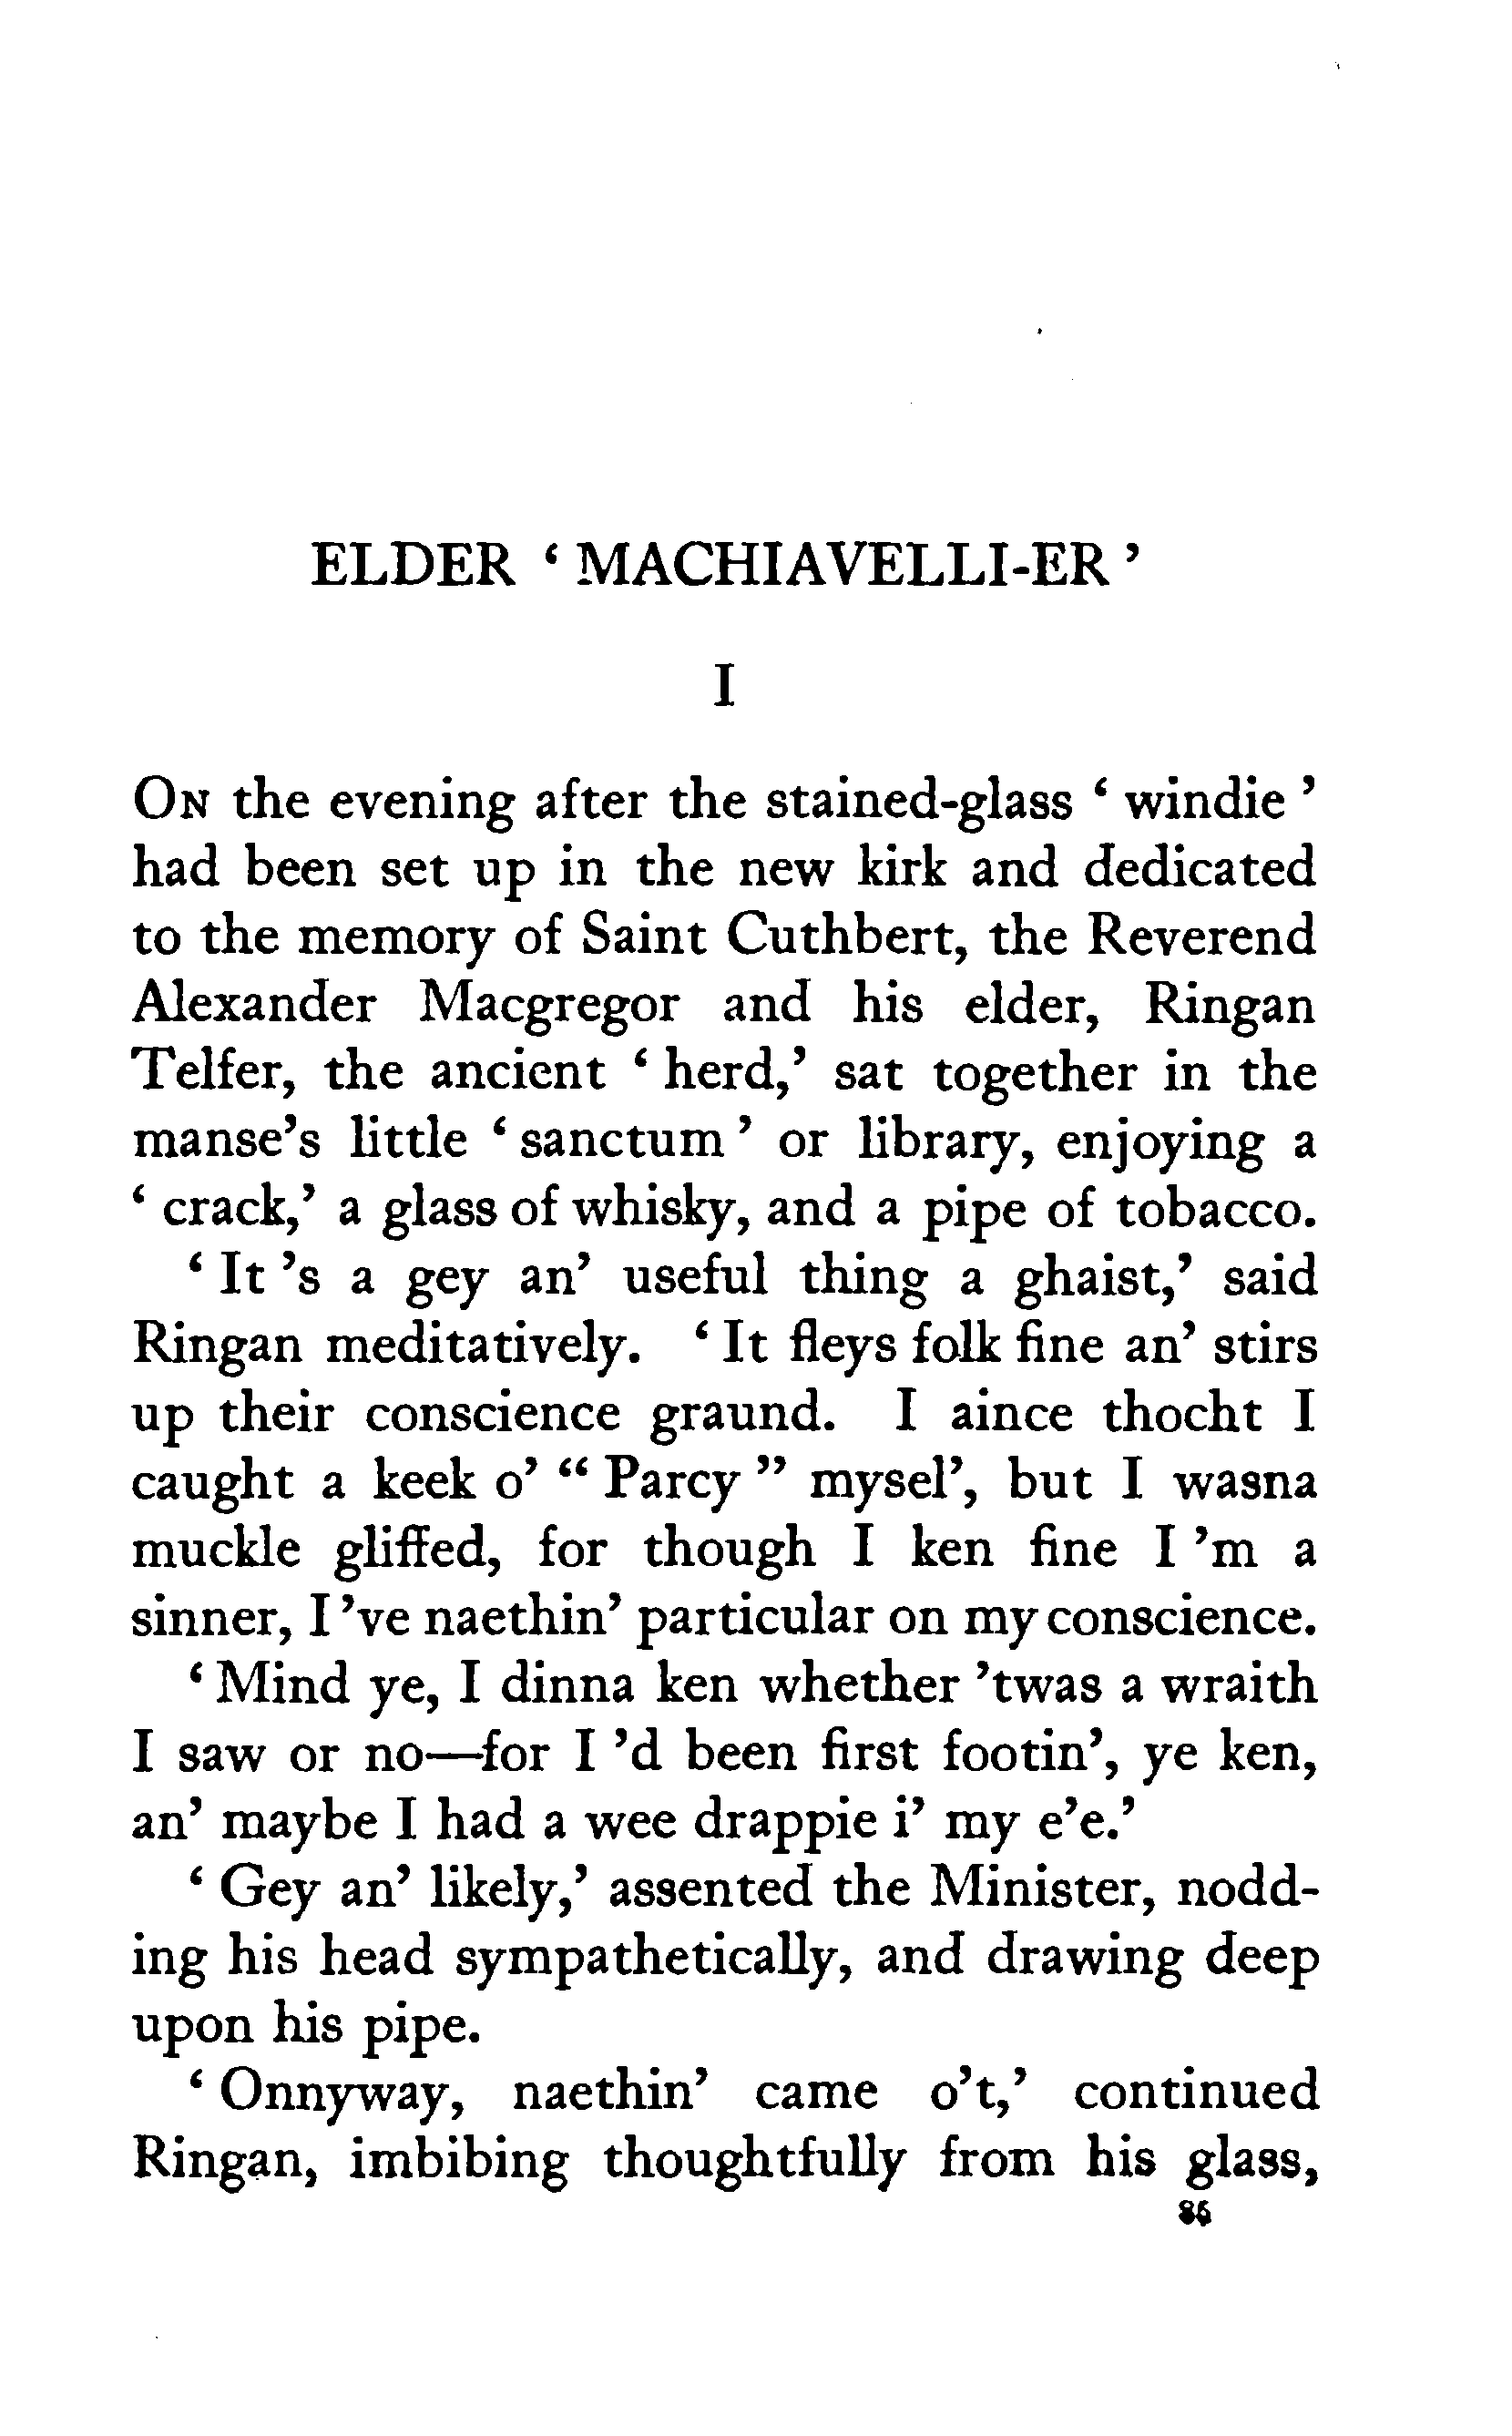 ELDER ‘ MACHIAVELLI-ER ’
I
On the evening after the stained-glass ‘ windie ’
had been set up in the new kirk and dedicated
to the memory of Saint Cuthbert, the Reverend
Alexander Macgregor and his elder, Ringan
Telfer, the ancient ‘ herd,’ sat together in the
manse’s little ‘ sanctum ’ or library, enjoying a
‘ crack,’ a glass of whisky, and a pipe of tobacco.
‘ It ’s a gey an’ useful thing a ghaist,’ said
Ringan meditatively. ‘ It fleys folk fine an’ stirs
up their conscience graund. I aince thocht I
caught a keek o’ “ Parcy ” mysel’, but I wasna
muckle gliffed, for though I ken fine I ’m a
sinner, I ’ve naethin’ particular on my conscience.
‘ Mind ye, I dinna ken whether ’twas a wraith
I saw or no—for I ’d been first footin’, ye ken,
an’ maybe I had a wee drappie i’ my e’e.’
‘ Gey an’ likely,’ assented the Minister, nodd-
ing his head sympathetically, and drawing deep
upon his pipe.
‘ Onnyway, naethin’ came o’t,’ continued
Ringan, imbibing thoughtfully from his glass,